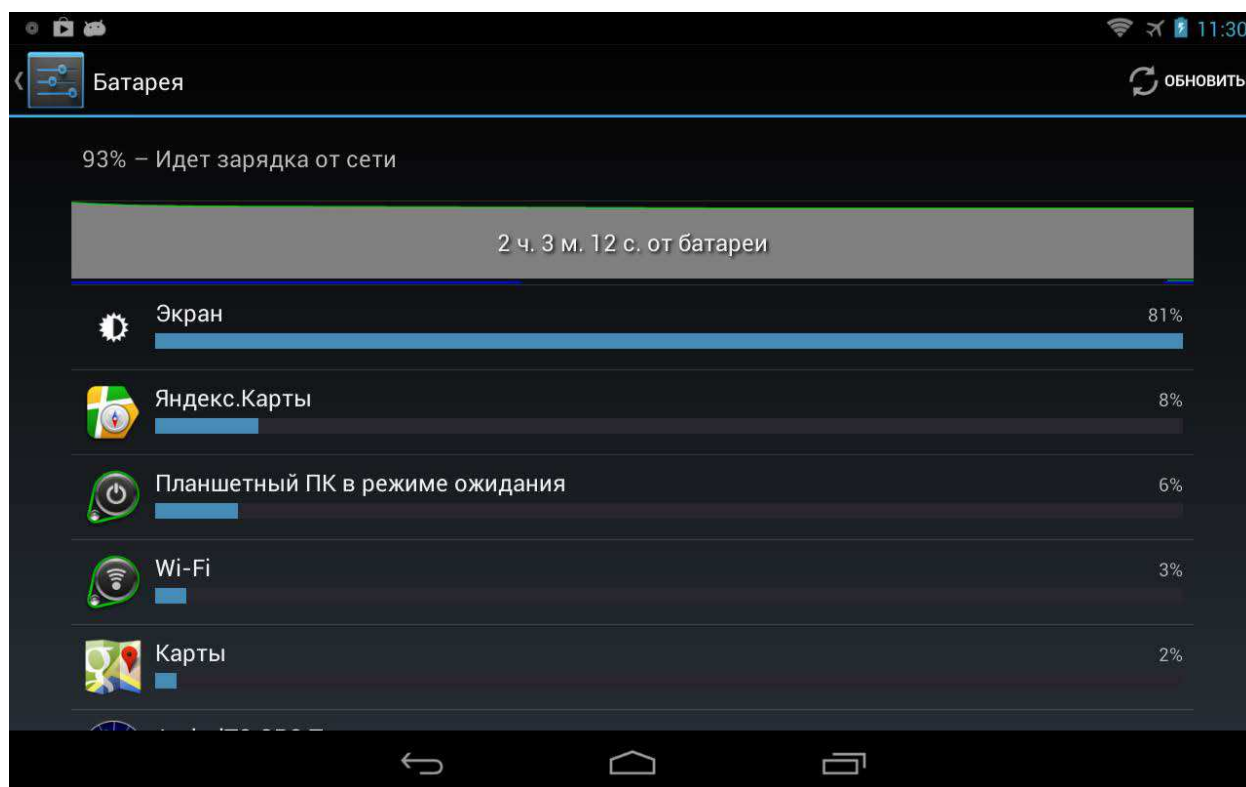 11:30
Батарея
ОБНОВИТЬ
93% – Идет зарядка от сети
2 ч. 3 м. 12 с. от батареи
Экран 81%
Яндекс.Карты 8%
Планшетный ПК в режиме ожидания 6%
Wi-Fi 3%
Карты 2%